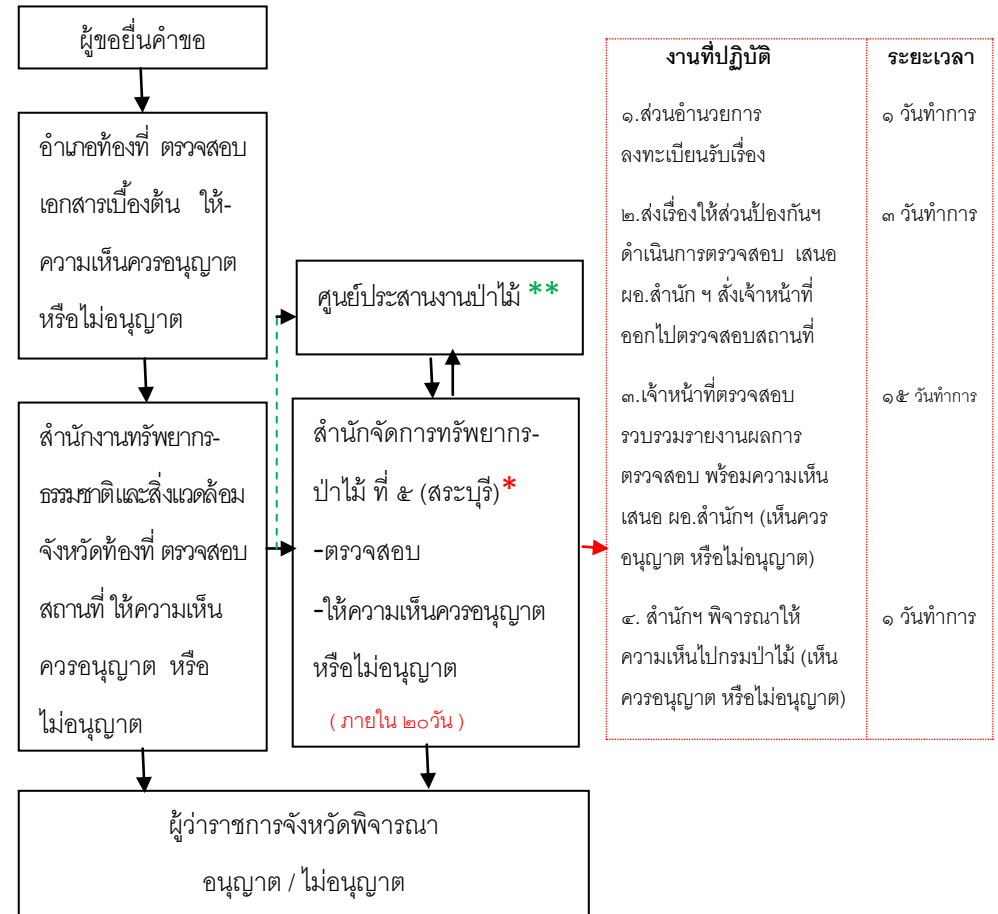 ผู้ขอยื่นคำขอ
อำเภอท้องที่ ตรวจสอบ
เอกสารเบื้องต้น ให้-
ความเห็นควรอนุญาต
หรือไม่อนุญาต
ศูนย์ประสานงานป่าไม้ **
สำนักงานทรัพยากร-
ธรรมชาติและสิ่งแวดล้อม
จังหวัดท้องที่ ตรวจสอบ
สถานที่ ให้ความเห็น
ควรอนุญาต หรือ
ไม่อนุญาต
สำนักจัดการทรัพยากร-
ป่าไม้ ที่ ๕ (สระบุรี)*
-ตรวจสอบ
-ให้ความเห็นควรอนุญาต
หรือไม่อนุญาต
( ภายใน ๒๐วัน )
ผู้ว่าราชการจังหวัดพิจารณา
อนุญาต / ไม่อนุญาต
งานที่ปฏิบัติ ระยะเวลา
๑.ส่วนอำนวยการ ๑ วันทำการ
ลงทะเบียนรับเรื่อง
๒.ส่งเรื่องให้ส่วนป้องกันฯ ๓ วันทำการ
ดำเนินการตรวจสอบ เสนอ
ผอ.สำนัก ฯ สั่งเจ้าหน้าที่
ออกไปตรวจสอบสถานที่
๓.เจ้าหน้าที่ตรวจสอบ ๑๕ วันทำการ
รวบรวมรายงานผลการ
ตรวจสอบ พร้อมความเห็น
เสนอ ผอ.สำนักฯ (เห็นควร
อนุญาต หรือไม่อนุญาต)
๔. สำนักฯ พิจารณาให้ ๑ วันทำการ
ความเห็นไปกรมป่าไม้ (เห็น
ควรอนุญาต หรือไม่อนุญาต)